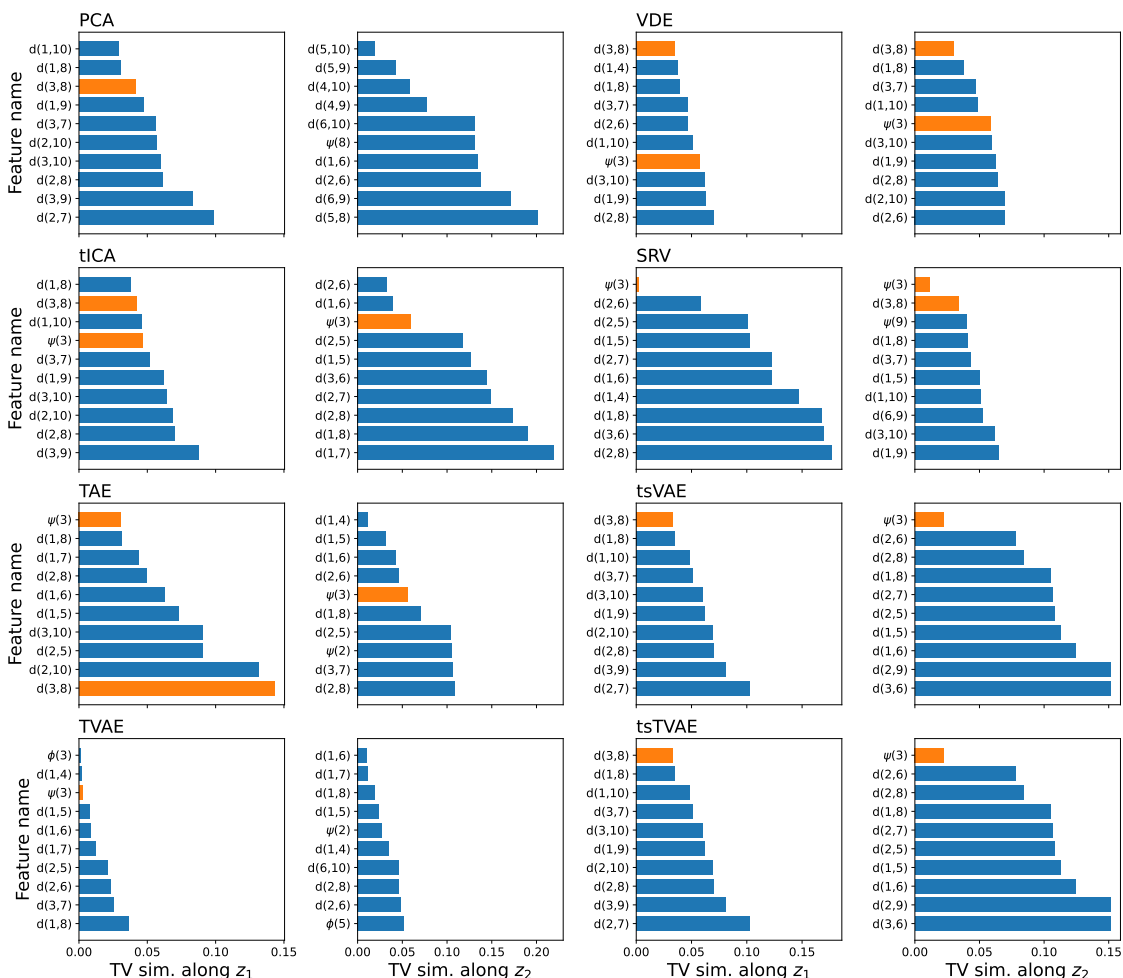 PCA
Feature name
d(1,10)
d(1,8)
d(3,8)
d(1,9)
d(3,7)
d(2,10)
d(3,10)
d(2,8)
d(3,9)
d(2,7)
0.00
0.05
0.10
0.15
d(5,10)
d(5,9)
d(4,10)
d(4,9)
d(6,10)
ψ(8)
d(1,6)
d(2,6)
d(6,9)
d(5,8)
VDE
d(3,8)
d(1,4)
d(1,8)
d(3,7)
d(2,6)
d(1,10)
ψ(3)
d(3,10)
d(1,9)
d(2,8)
d(3,8)
d(1,8)
d(3,7)
d(1,10)
ψ(3)
d(3,10)
d(1,9)
d(2,8)
d(2,10)
d(2,6)
tICA
Feature name
d(1,8)
d(3,8)
d(1,10)
ψ(3)
d(3,7)
d(1,9)
d(3,10)
d(2,10)
d(2,8)
d(3,9)
d(2,6)
d(1,6)
ψ(3)
d(2,5)
d(1,5)
d(3,6)
d(2,7)
d(2,8)
d(1,8)
d(1,7)
SRV
ψ(3)
d(2,6)
d(2,5)
d(1,5)
d(2,7)
d(1,6)
d(1,4)
d(1,8)
d(3,6)
d(2,8)
ψ(3)
d(3,8)
ψ(9)
d(1,8)
d(3,7)
d(1,5)
d(1,10)
d(6,9)
d(3,10)
d(1,9)
TAE
Feature name
ψ(3)
d(1,8)
d(1,7)
d(2,8)
d(1,6)
d(1,5)
d(3,10)
d(2,5)
d(2,10)
d(3,8)
d(1,4)
d(1,5)
d(1,6)
d(2,6)
ψ(3)
d(1,8)
d(2,5)
ψ(2)
d(3,7)
d(2,8)
tsVAE
d(3,8)
d(1,8)
d(1,10)
d(3,7)
d(3,10)
d(1,9)
d(2,10)
d(2,8)
d(3,9)
d(2,7)
ψ(3)
d(2,6)
d(2,8)
d(1,8)
d(2,7)
d(2,5)
d(1,5)
d(1,6)
d(2,9)
d(3,6)
TVAE
Feature name
ϕ(3)
d(1,4)
ψ(3)
d(1,5)
d(1,6)
d(1,7)
d(2,5)
d(2,6)
d(3,7)
d(1,8)
0.00 0.05 0.10 0.15
TV sim. along z₁
d(1,6)
d(1,7)
d(1,8)
d(1,5)
ψ(2)
d(1,4)
d(6,10)
d(2,8)
d(2,6)
ϕ(5)
0.00 0.05 0.10 0.15 0.20
TV sim. along z₂
tsTVAE
d(3,8)
d(1,8)
d(1,10)
d(3,7)
d(3,10)
d(1,9)
d(2,10)
d(2,8)
d(3,9)
d(2,7)
0.00 0.05 0.10 0.15
TV sim. along z₁
ψ(3)
d(2,6)
d(2,8)
d(1,8)
d(2,7)
d(2,5)
d(1,5)
d(1,6)
d(2,9)
d(3,6)
0.00 0.05 0.10 0.15
TV sim. along z₂